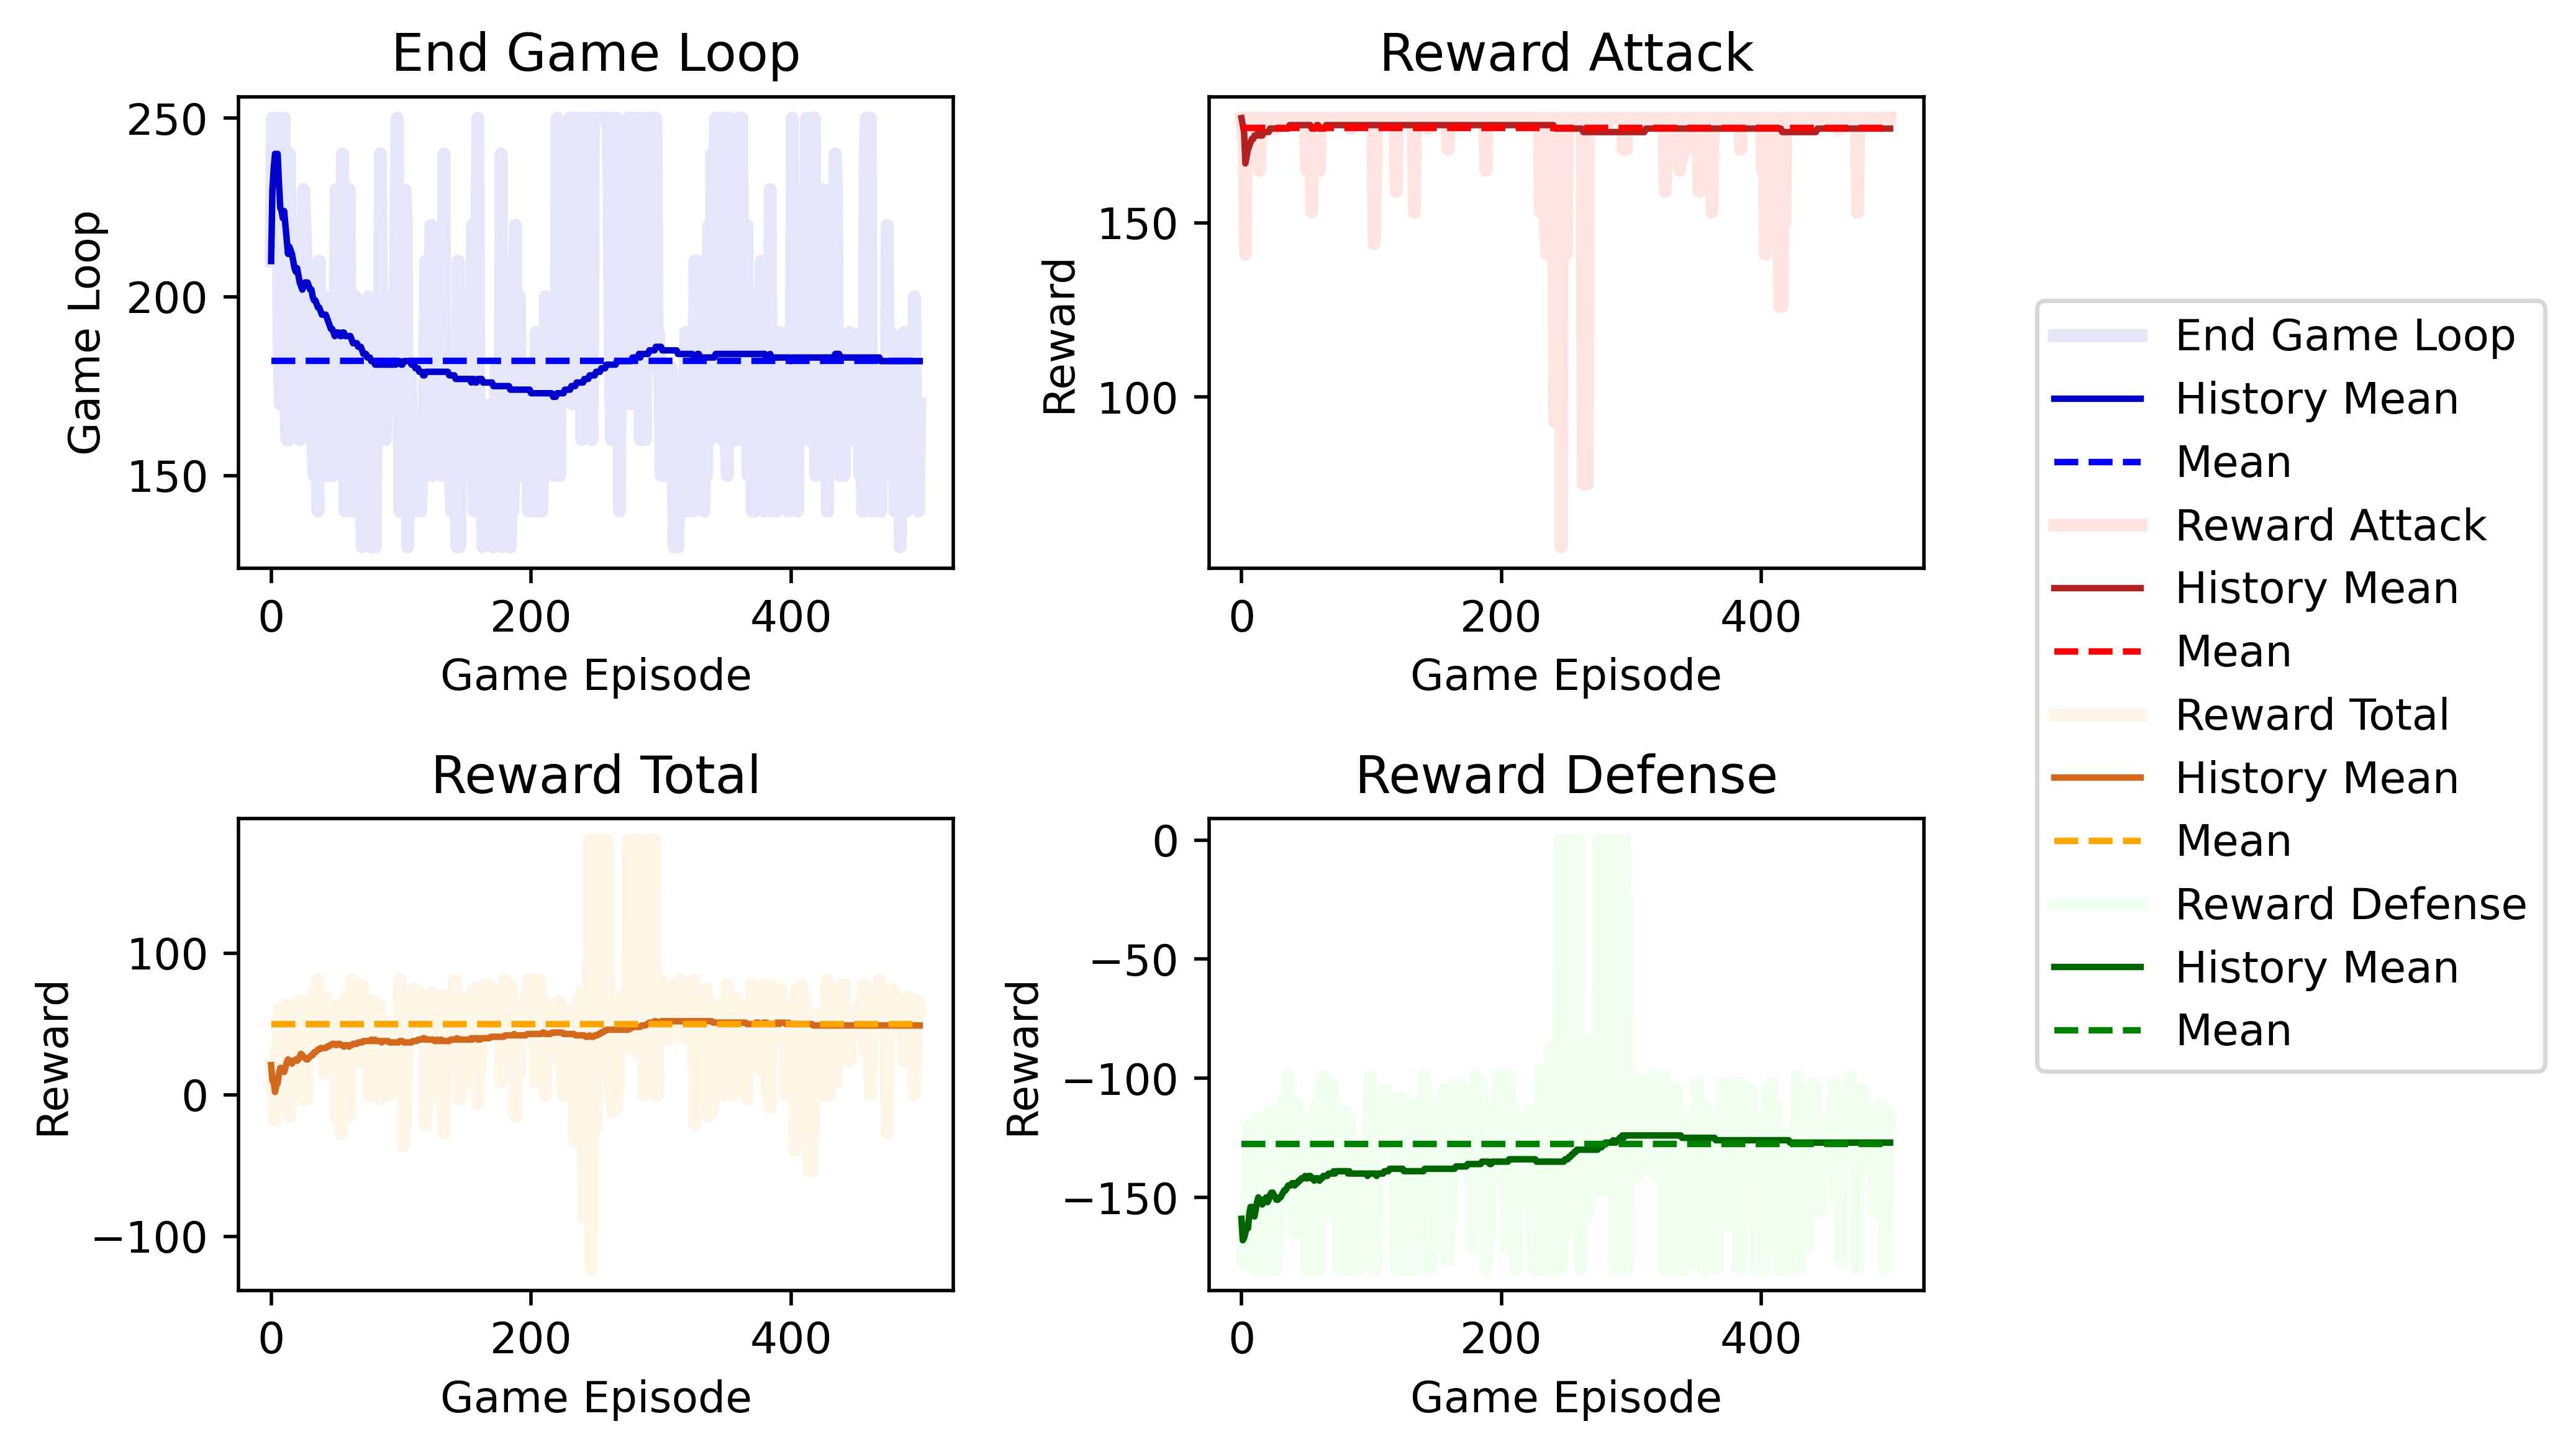 End Game Loop
250
200
150
Game Loop
0
200
400
Game Episode
Reward Attack
150
100
Reward
0
200
400
Game Episode
Reward Total
100
0
−100
Reward
0
200
400
Game Episode
Reward Defense
0
−50
−100
−150
Reward
0
200
400
Game Episode
End Game Loop
History Mean
Mean
Reward Attack
History Mean
Mean
Reward Total
History Mean
Mean
Reward Defense
History Mean
Mean